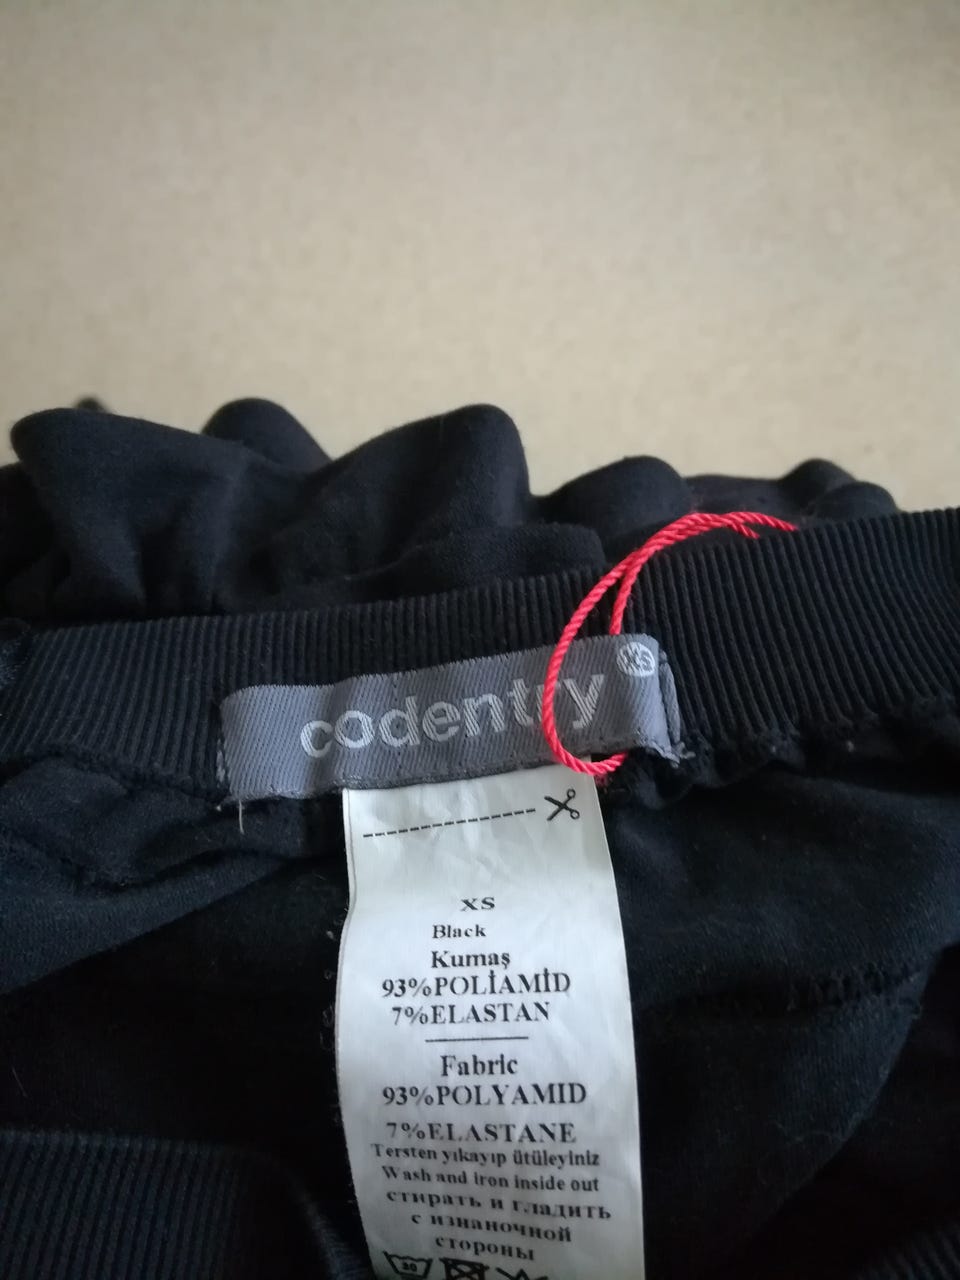 codentry
XS
XS
Black
Kumaş
93%POLİAMİD
7%ELASTAN
Fabric
93%POLYAMID
7%ELASTANE
Tersten yıkayıp ütüleyiniz
Wash and iron inside out
стирать и гладить
с изнаночной
стороны
30